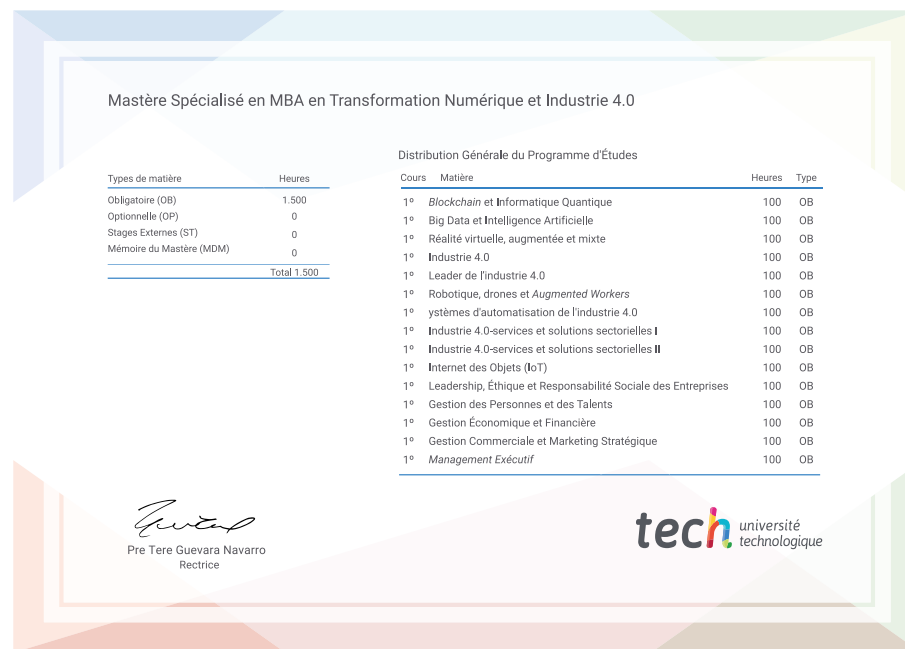 Mastère Spécialisé en MBA en Transformation Numérique et Industrie 4.0
Types de matière Heures
Obligatoire (OB) 1.500
Optionnelle (OP) 0
Stages Externes (ST) 0
Mémoire du Mastère (MDM) 0
Total 1.500
Distribution Générale du Programme d'Études
Cours Matière Heures Type
1º Blockchain et Informatique Quantique 100 OB
1º Big Data et Intelligence Artificielle 100 OB
1º Réalité virtuelle, augmentée et mixte 100 OB
1º Industrie 4.0 100 OB
1º Leader de l'industrie 4.0 100 OB
1º Robotique, drones et Augmented Workers 100 OB
1º ystèmes d'automatisation de l'industrie 4.0 100 OB
1º Industrie 4.0-services et solutions sectorielles I 100 OB
1º Industrie 4.0-services et solutions sectorielles II 100 OB
1º Internet des Objets (IoT) 100 OB
1º Leadership, Éthique et Responsabilité Sociale des Entreprises 100 OB
1º Gestion des Personnes et des Talents 100 OB
1º Gestion Économique et Financière 100 OB
1º Gestion Commerciale et Marketing Stratégique 100 OB
1º Management Exécutif 100 OB
Pre Tere Guevara Navarro
Rectrice
tech université
technologique